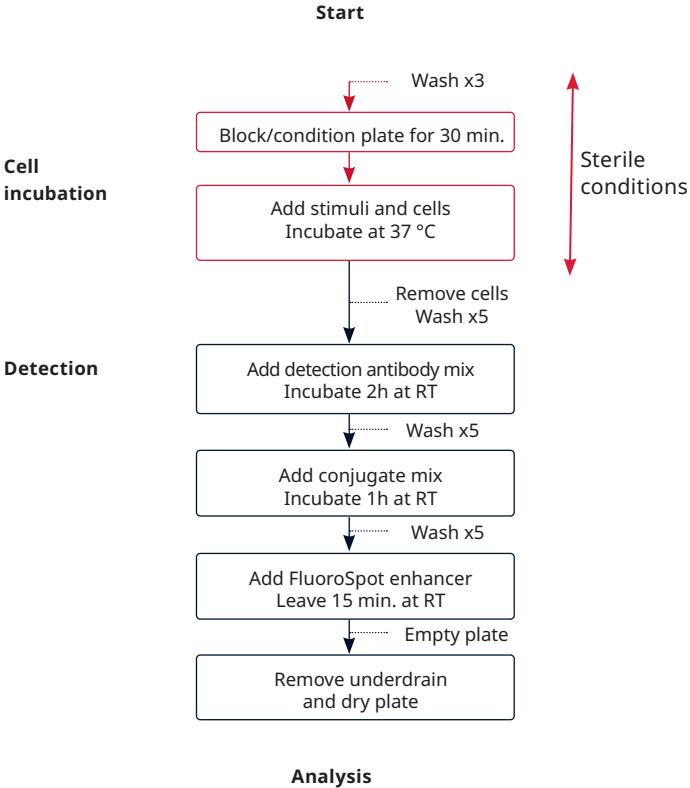 Start
Wash x3
Block/condition plate for 30 min.
Cell
incubation
Sterile
conditions
Add stimuli and cells
Incubate at 37 °C
Remove cells
Wash x5
Detection
Add detection antibody mix
Incubate 2h at RT
Wash x5
Add conjugate mix
Incubate 1h at RT
Wash x5
Add FluoroSpot enhancer
Leave 15 min. at RT
Empty plate
Remove underdrain
and dry plate
Analysis